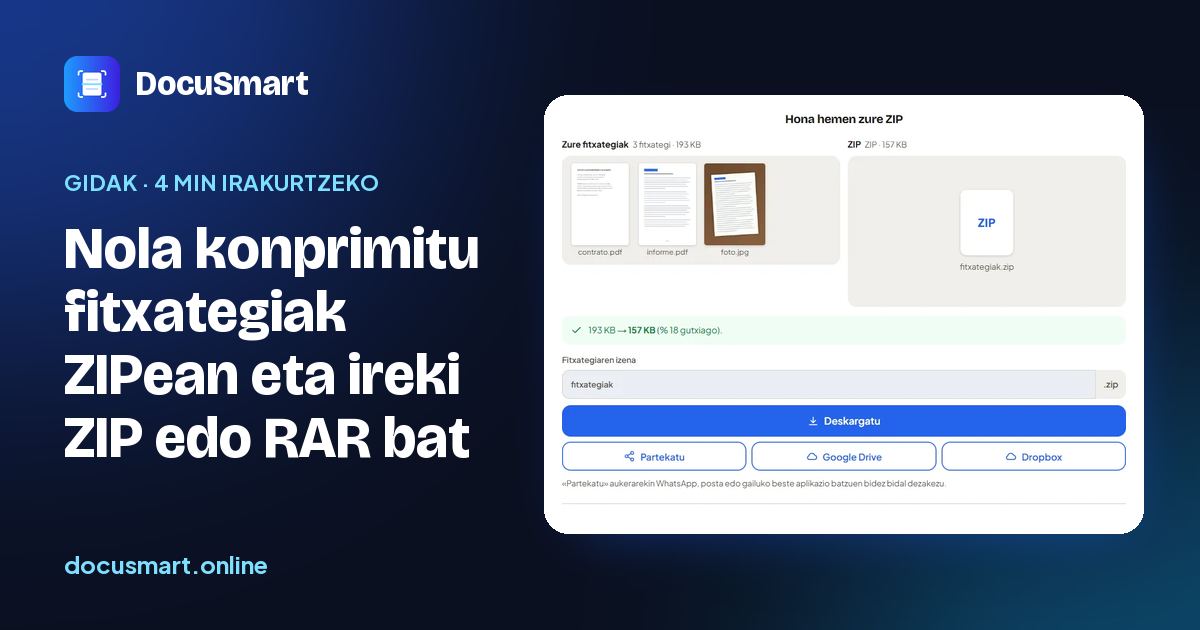 DocuSmart
GIDAK · 4 MIN IRAKURTZEKO
Nola konprimitu
fitxategiak
ZIPean eta ireki
ZIP edo RAR bat
docusmart.online
Hona hemen zure ZIP
Zure fitxategiak 3 fitxategi · 193 KB
contrato.pdf
informe.pdf
foto.jpg
ZIP ZIP · 157 KB
ZIP
fitxategiak.zip
193 KB → 157 KB (% 18 gutxiago).
Fitxategiaren izena
fitxategiak
.zip
Deskargatu
Partekatu
Google Drive
Dropbox
«Partekatu» aukerarekin WhatsApp, posta edo gailuko beste aplikazio batzuen bidez bidal dezakezu.